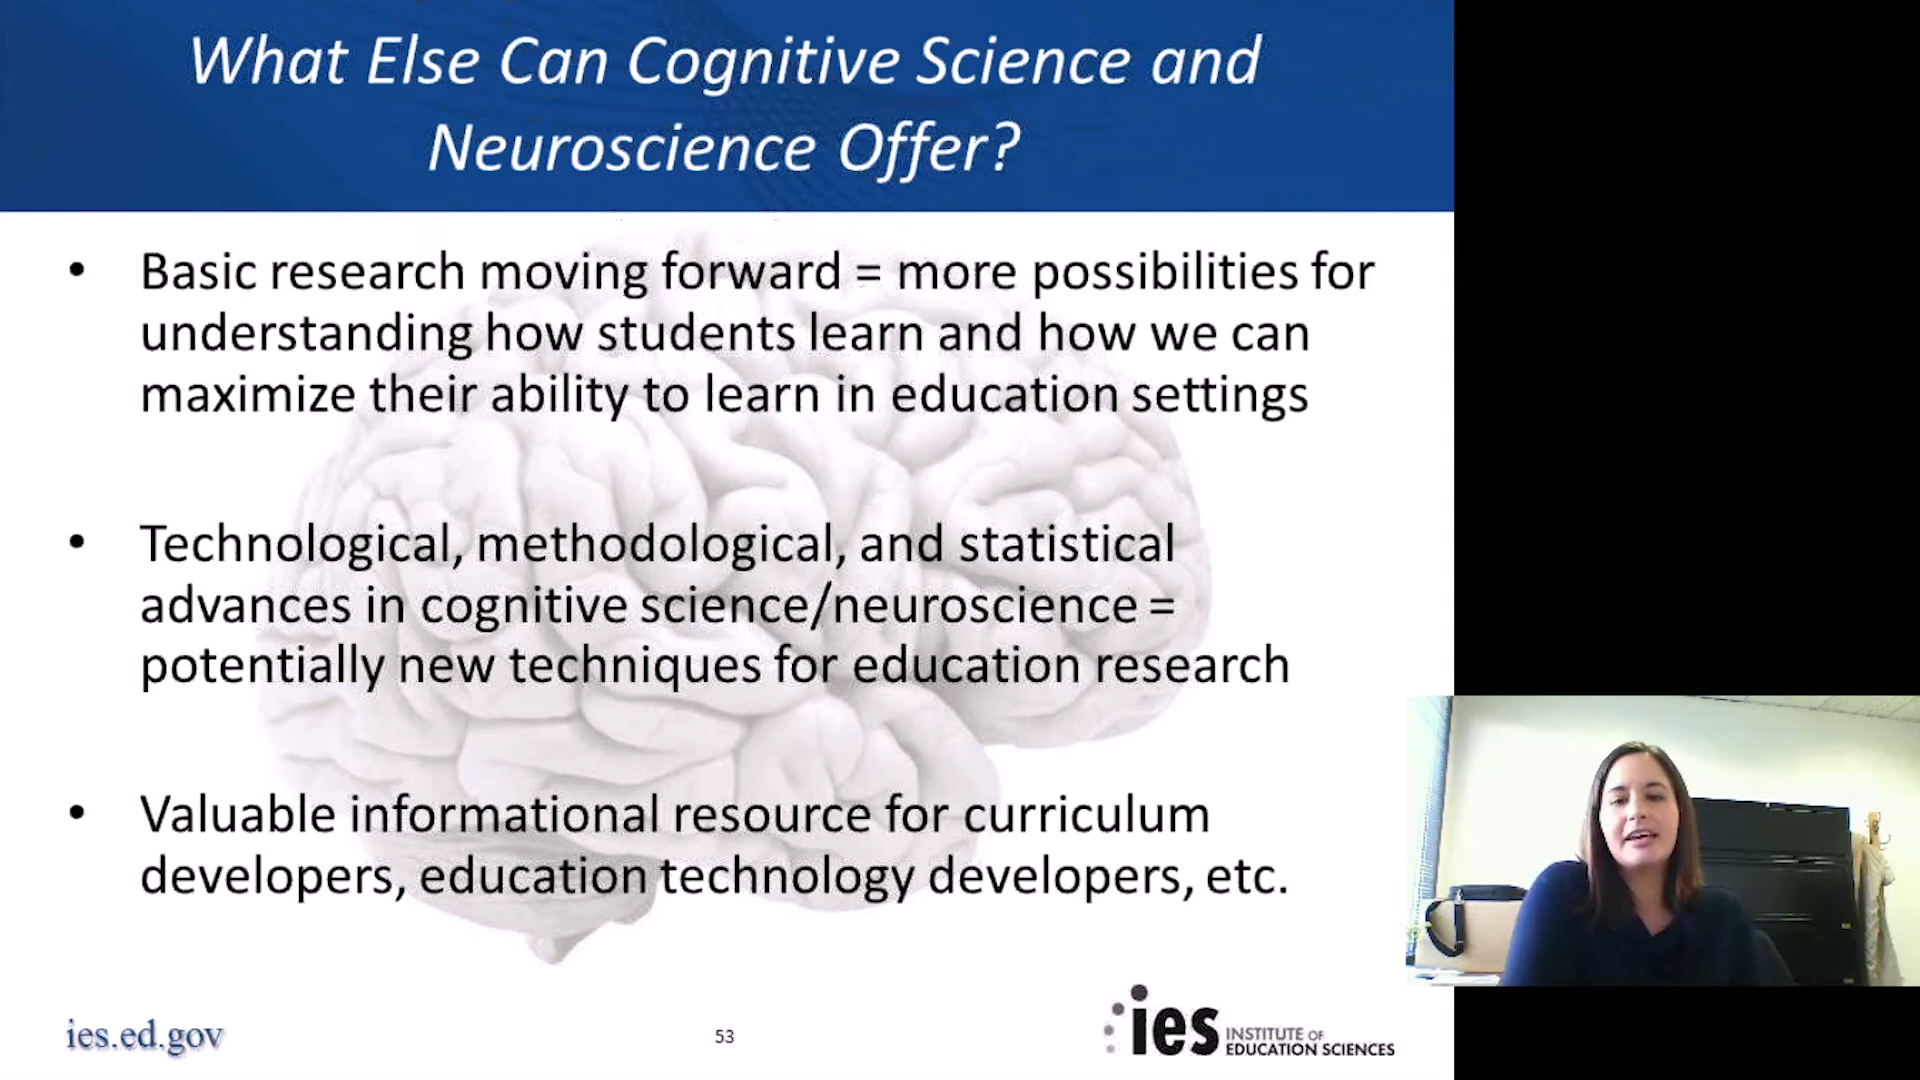 What Else Can Cognitive Science and
Neuroscience Offer?
• Basic research moving forward = more possibilities for
understanding how students learn and how we can
maximize their ability to learn in education settings
• Technological, methodological, and statistical
advances in cognitive science/neuroscience =
potentially new techniques for education research
• Valuable informational resource for curriculum
developers, education technology developers, etc.
ies.ed.gov
53
ies INSTITUTE OF
EDUCATION SCIENCES